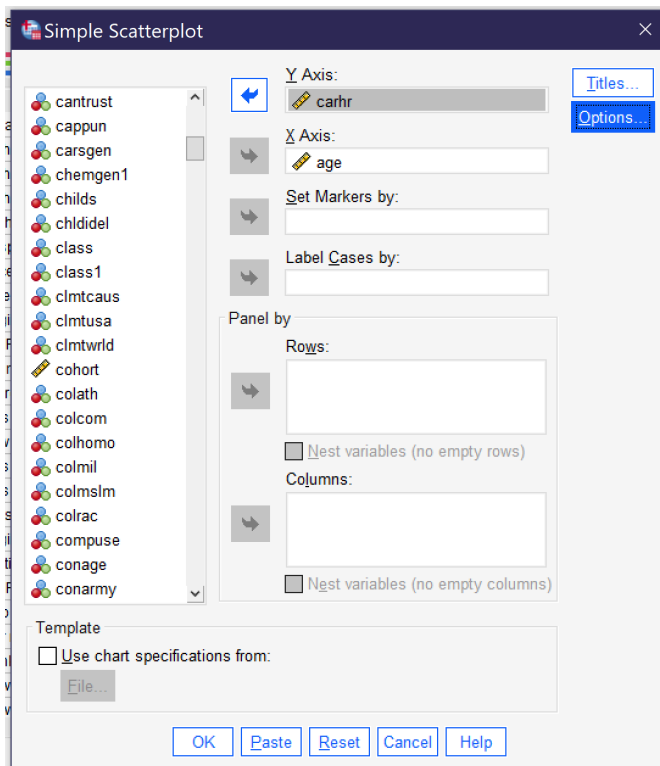 Simple Scatterplot
cantrust
cappun
carsgen
chemgen1
childs
chldidel
class
class1
clmtcaus
clmtusa
clmtwrld
cohort
colath
colcom
colhomo
colmil
colmslm
colrac
compuse
conage
conarmy
Y Axis:
carhr
X Axis:
age
Set Markers by:
Label Cases by:
Panel by
Rows:
Nest variables (no empty rows)
Columns:
Nest variables (no empty columns)
Titles...
Options...
Template
Use chart specifications from:
File...
OK
Paste
Reset
Cancel
Help